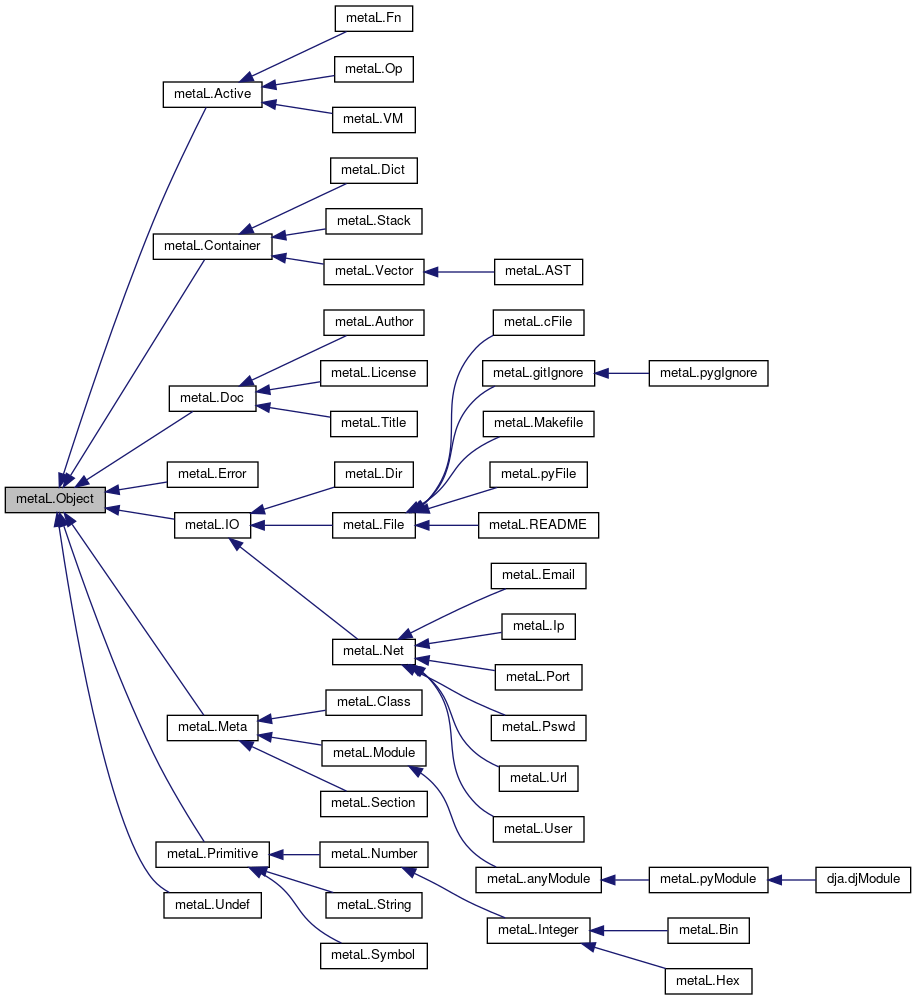 metaL.Fn
metaL.Op
metaL.Active
metaL.VM
metaL.Dict
metaL.Stack
metaL.Container
metaL.Vector
metaL.AST
metaL.Author
metaL.cFile
metaL.License
metaL.gitIgnore
metaL.pygIgnore
metaL.Doc
metaL.Title
metaL.Makefile
metaL.Error
metaL.Dir
metaL.pyFile
metaL.Object
metaL.IO
metaL.File
metaL.README
metaL.Email
metaL.Ip
metaL.Net
metaL.Port
metaL.Class
metaL.Meta
metaL.Pswd
metaL.Module
metaL.Url
metaL.Section
metaL.User
metaL.Primitive
metaL.Number
metaL.anyModule
metaL.pyModule
dja.djModule
metaL.Undef
metaL.String
metaL.Integer
metaL.Bin
metaL.Symbol
metaL.Hex